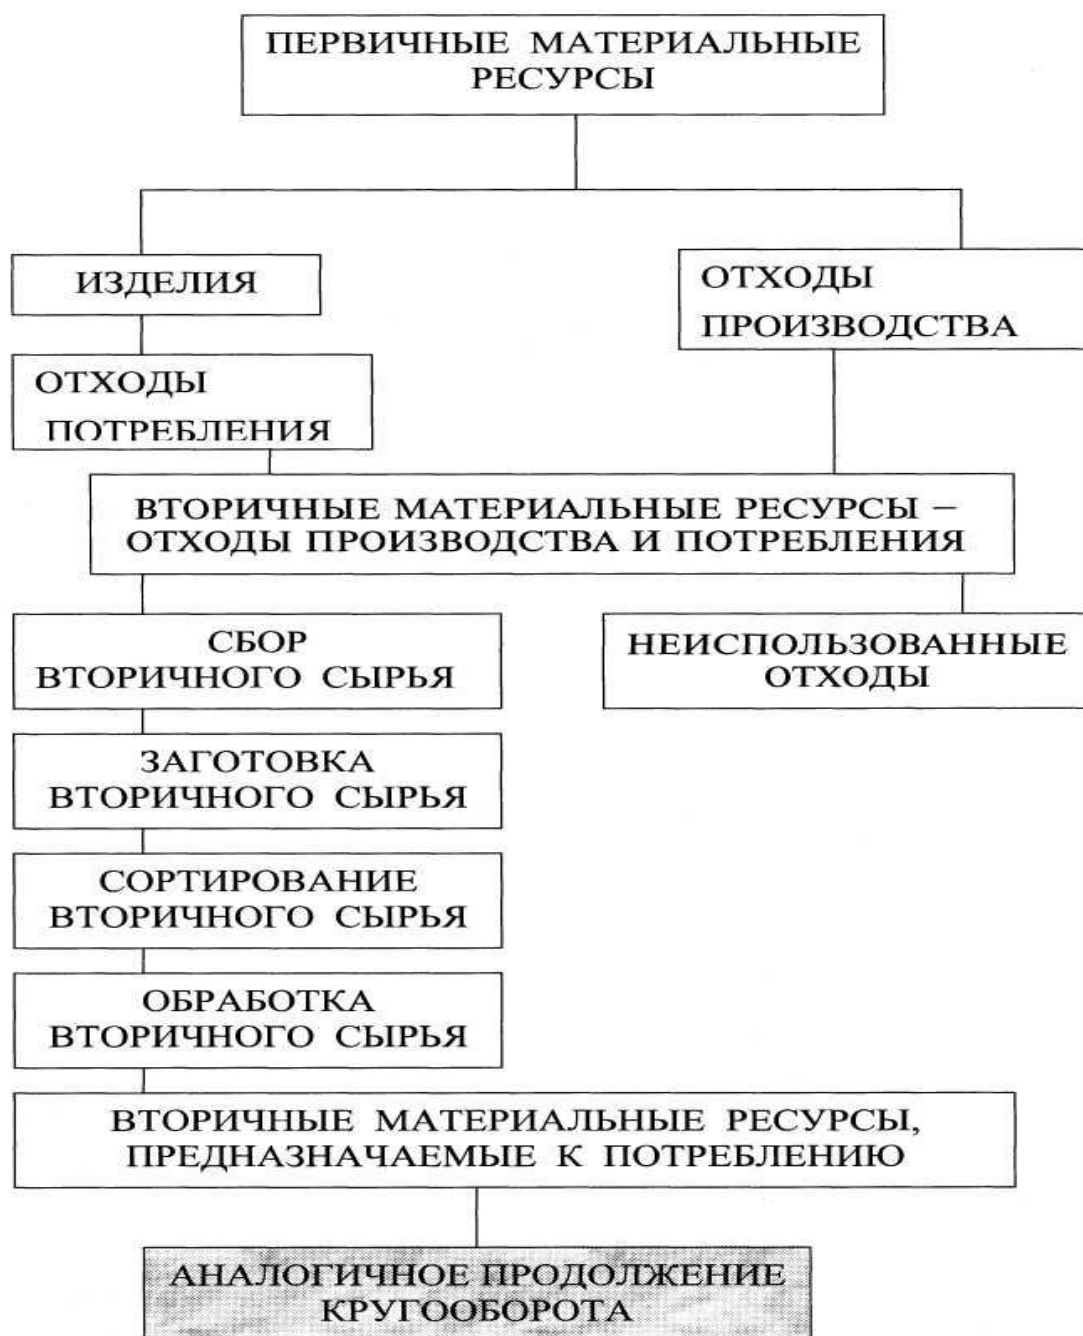 ПЕРВИЧНЫЕ МАТЕРИАЛЬНЫЕ
РЕСУРСЫ
ИЗДЕЛИЯ
ОТХОДЫ
ПРОИЗВОДСТВА
ОТХОДЫ
ПОТРЕБЛЕНИЯ
ВТОРИЧНЫЕ МАТЕРИАЛЬНЫЕ РЕСУРСЫ –
ОТХОДЫ ПРОИЗВОДСТВА И ПОТРЕБЛЕНИЯ
СБОР
ВТОРИЧНОГО СЫРЬЯ
НЕИСПОЛЬЗОВАННЫЕ
ОТХОДЫ
ЗАГОТОВКА
ВТОРИЧНОГО СЫРЬЯ
СОРТИРОВАНИЕ
ВТОРИЧНОГО СЫРЬЯ
ОБРАБОТКА
ВТОРИЧНОГО СЫРЬЯ
ВТОРИЧНЫЕ МАТЕРИАЛЬНЫЕ РЕСУРСЫ,
ПРЕДНАЗНАЧАЕМЫЕ К ПОТРЕБЛЕНИЮ
АНАЛОГИЧНОЕ ПРОДОЛЖЕНИЕ
КРУГООБОРОТА